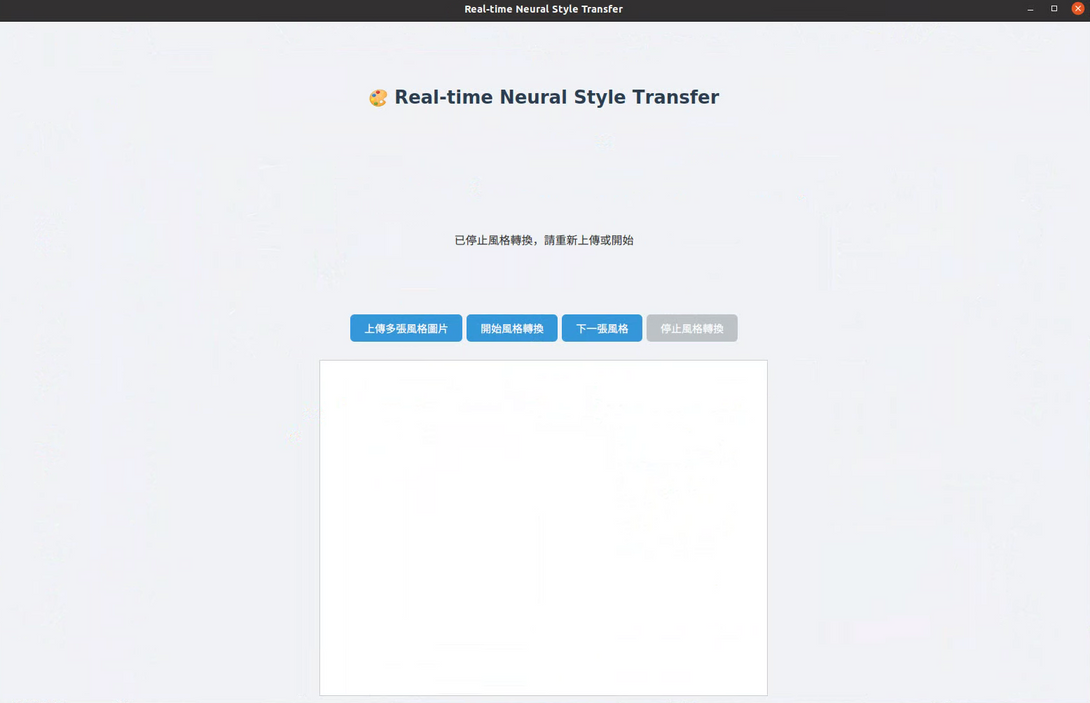 Real-time Neural Style Transfer
🎨 Real-time Neural Style Transfer
已停止風格轉換，請重新上傳或開始
上傳多張風格圖片 開始風格轉換 下一張風格 停止風格轉換